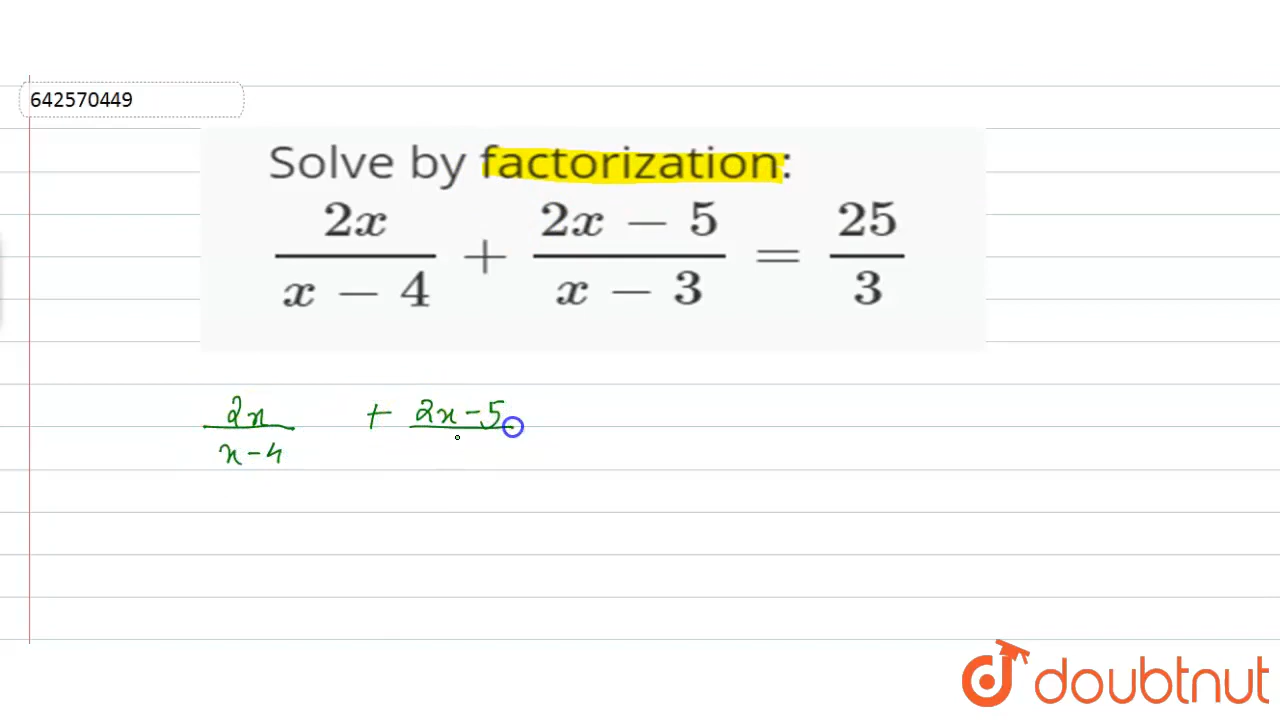 642570449
Solve by factorization:
2x/(x − 4) + (2x − 5)/(x − 3) = 25/3
2x/(x-4) + 2x-5
doubtnut